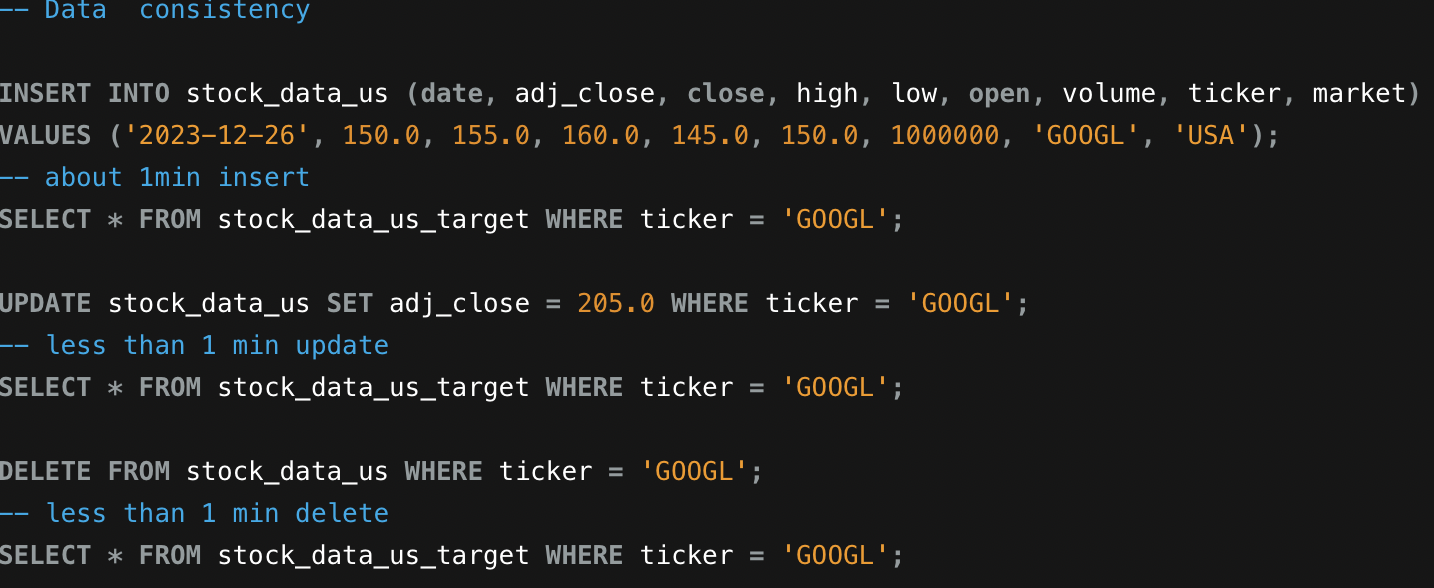 -- Data  consistency
INSERT INTO stock_data_us (date, adj_close, close, high, low, open, volume, ticker, market)
VALUES ('2023-12-26', 150.0, 155.0, 160.0, 145.0, 150.0, 1000000, 'GOOGL', 'USA');
-- about 1min insert
SELECT * FROM stock_data_us_target WHERE ticker = 'GOOGL';
UPDATE stock_data_us SET adj_close = 205.0 WHERE ticker = 'GOOGL';
-- less than 1 min update
SELECT * FROM stock_data_us_target WHERE ticker = 'GOOGL';
DELETE FROM stock_data_us WHERE ticker = 'GOOGL';
-- less than 1 min delete
SELECT * FROM stock_data_us_target WHERE ticker = 'GOOGL';